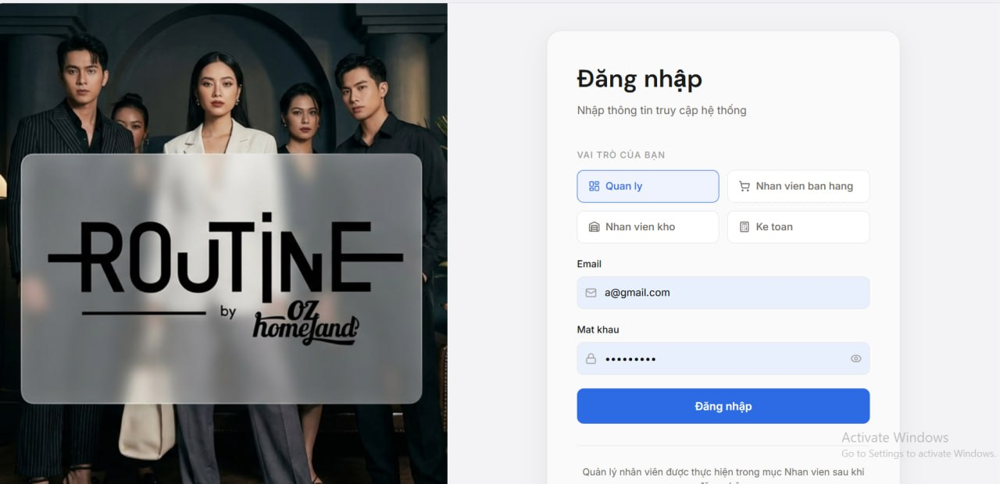 ROUTINE
by OZ homeland
Đăng nhập
Nhập thông tin truy cập hệ thống
VAI TRÒ CỦA BẠN
Quan ly
Nhan vien ban hang
Nhan vien kho
Ke toan
Email
a@gmail.com
Mat khau
Đăng nhập
Activate Windows
Go to Settings to activate Windows.
Quản lý nhân viên được thực hiện trong mục Nhan vien sau khi